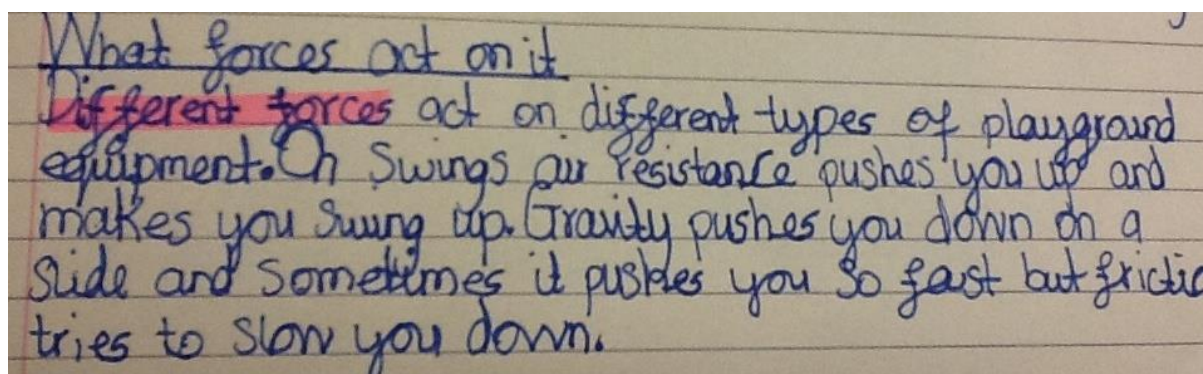 What forces act on it
Different forces act on different types of playground
equipment. On Swings air resistance pushes you up and
makes you swing up. Gravity pushes you down on a
slide and sometimes it pushes you so fast but frictio
tries to slow you down.